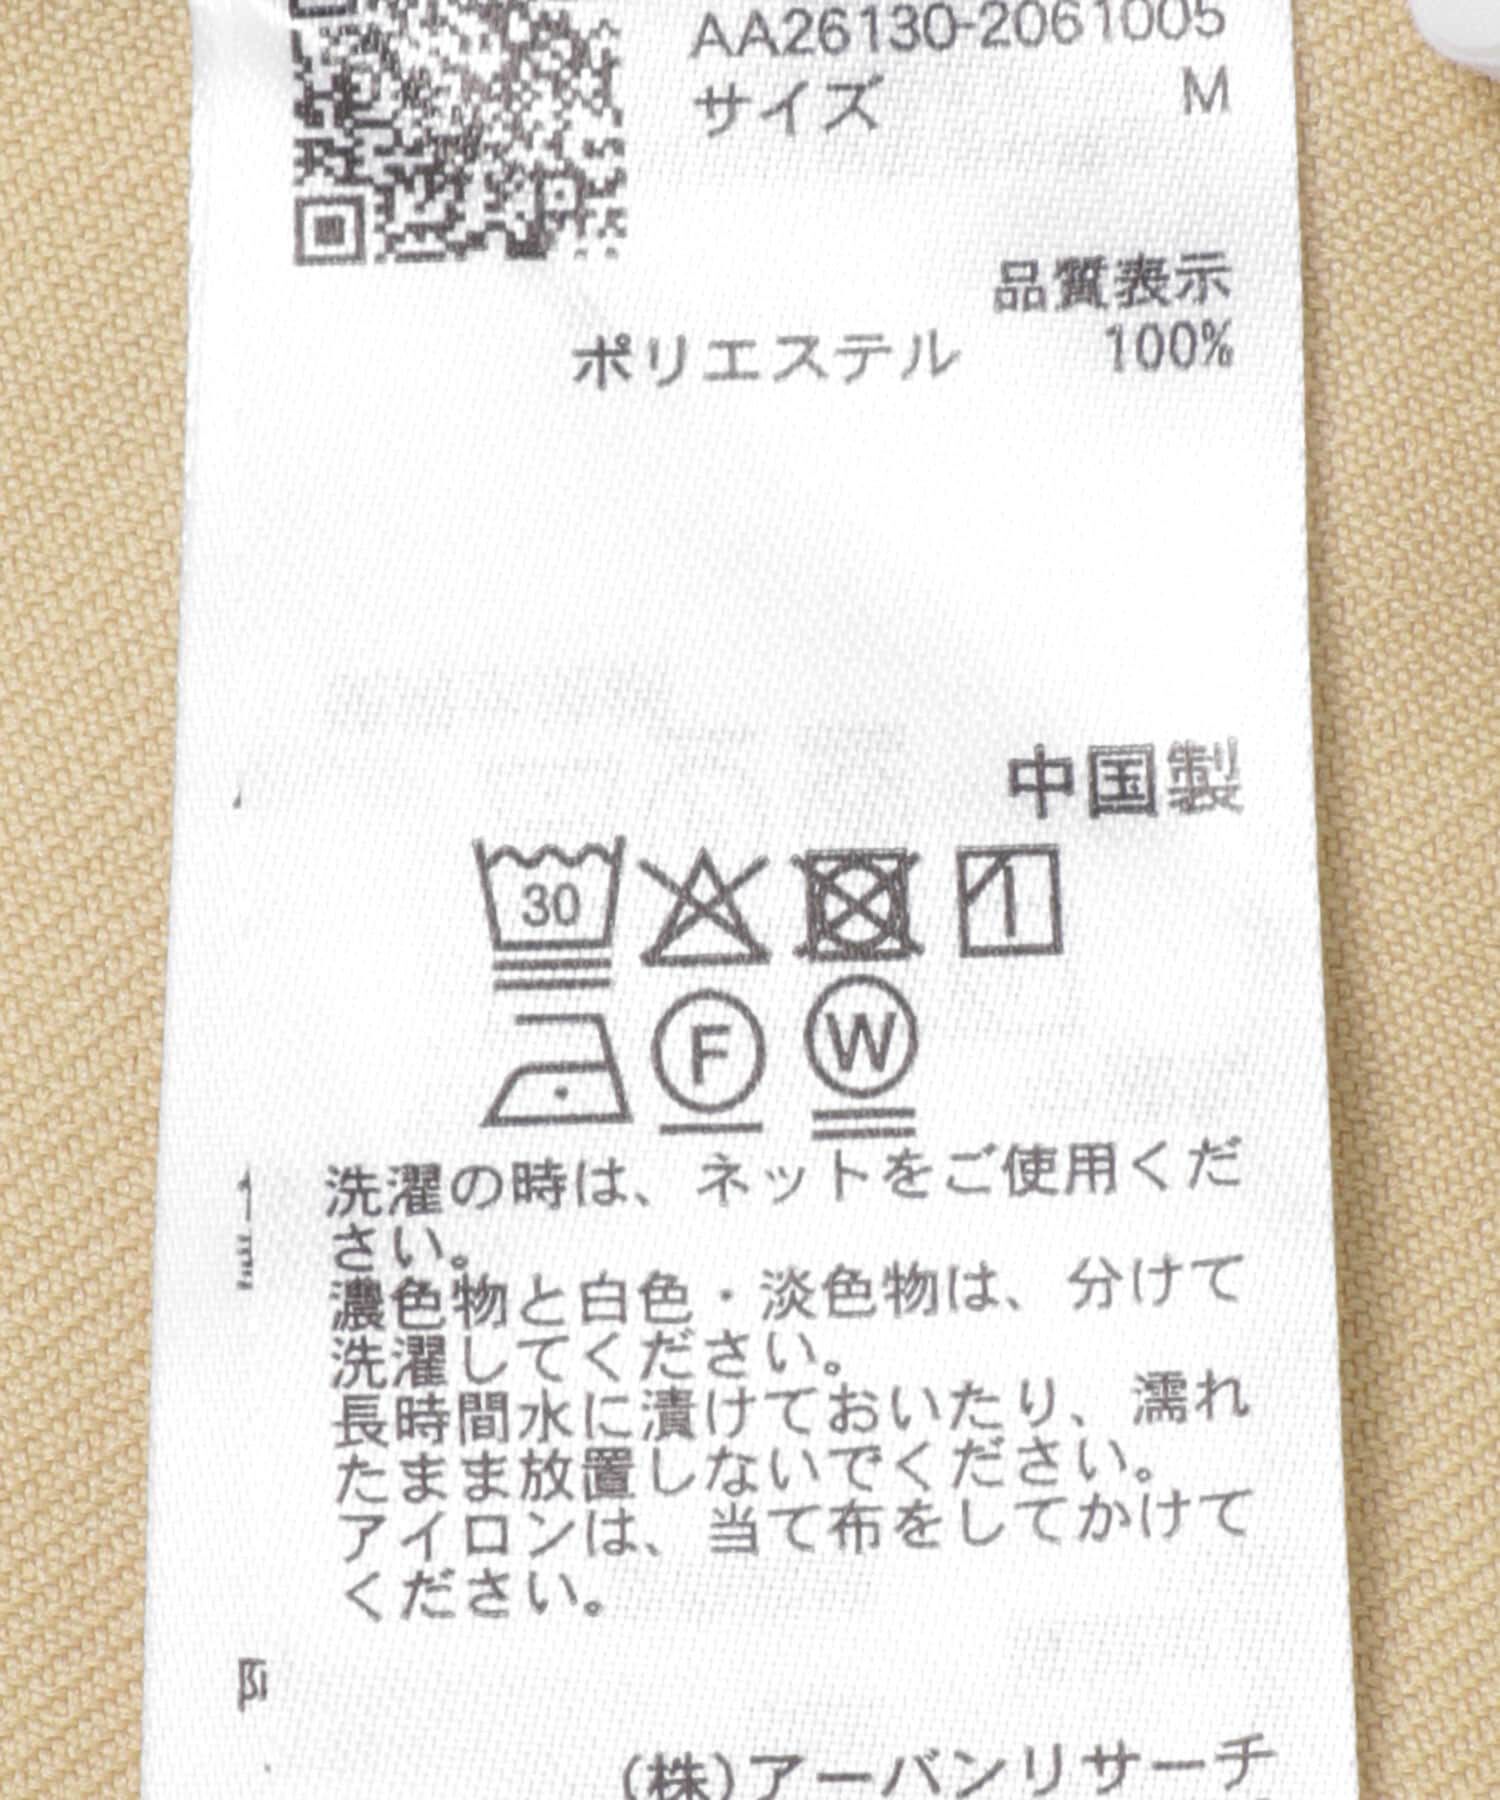 AA26130-2061005
サイズ M
品質表示
ポリエステル 100%
中国製
30
F W
洗濯の時は、ネットをご使用くだ
さい。
濃色物と白色・淡色物は、分けて
洗濯してください。
長時間水に漬けておいたり、濡れ
たまま放置しないでください。
アイロンは、当て布をしてかけて
ください。
(株)アーバンリサーチ